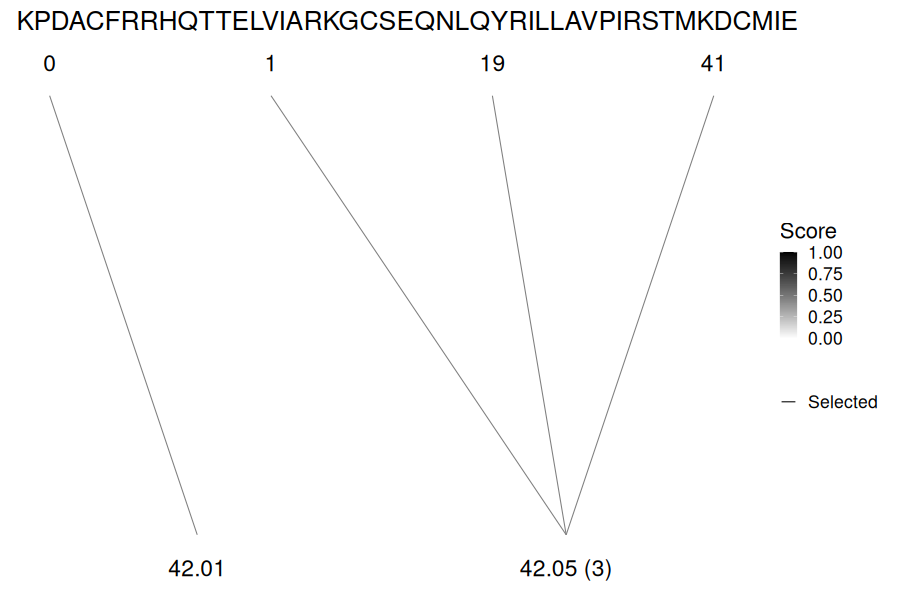 KPDACFRRHQTTELVIARKGCSEQNLQYRILLAVPIRSTMKDCMIE
0 1 19 41
Score
1.00
0.75
0.50
0.25
0.00
Selected
42.01 42.05 (3)